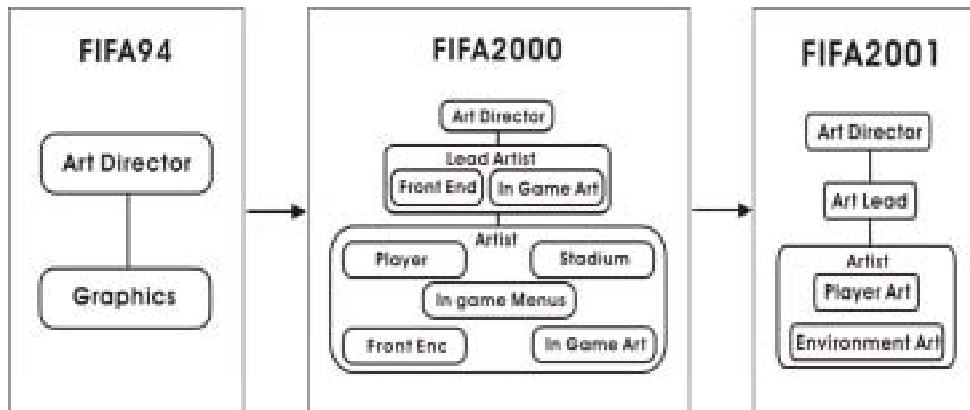 FIFA94
Art Director
Graphics
FIFA2000
Art Director
Lead Artist
Front End
In Game Art
Artist
Player
Stadium
In game Menus
Front Enc
In Game Art
FIFA2001
Art Director
Art Lead
Artist
Player Art
Environment Art